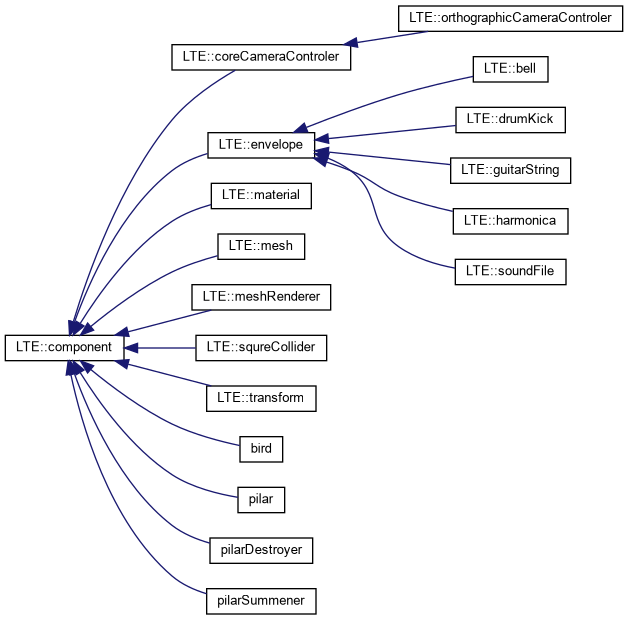 LTE::orthographicCameraControler
LTE::coreCameraControler
LTE::bell
LTE::drumKick
LTE::envelope
LTE::guitarString
LTE::material
LTE::harmonica
LTE::mesh
LTE::soundFile
LTE::meshRenderer
LTE::component
LTE::squreCollider
LTE::transform
bird
pilar
pilarDestroyer
pilarSummener